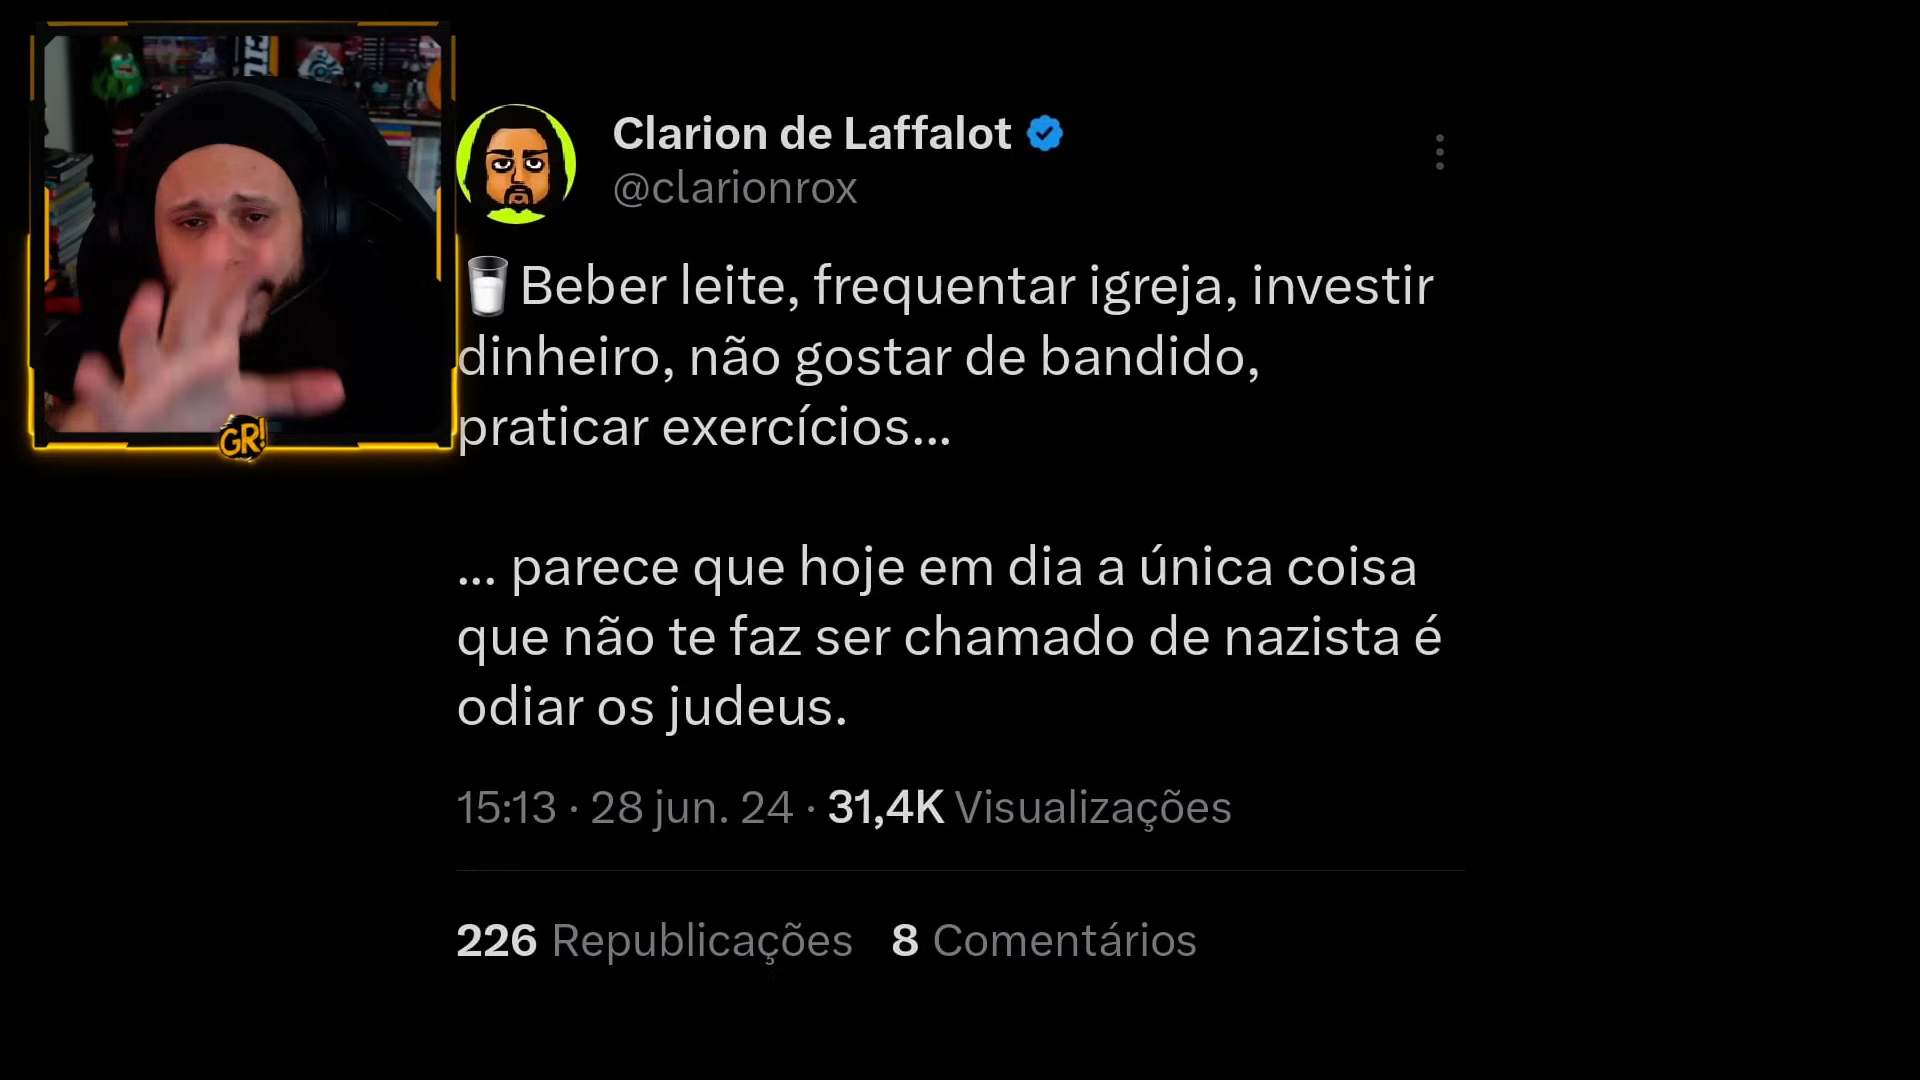 Clarion de Laffalot
@clarionrox
Beber leite, frequentar igreja, investir
dinheiro, não gostar de bandido,
praticar exercícios...
... parece que hoje em dia a única coisa
que não te faz ser chamado de nazista é
odiar os judeus.
15:13 · 28 jun. 24 · 31,4K Visualizações
226 Republicações 8 Comentários
GR!